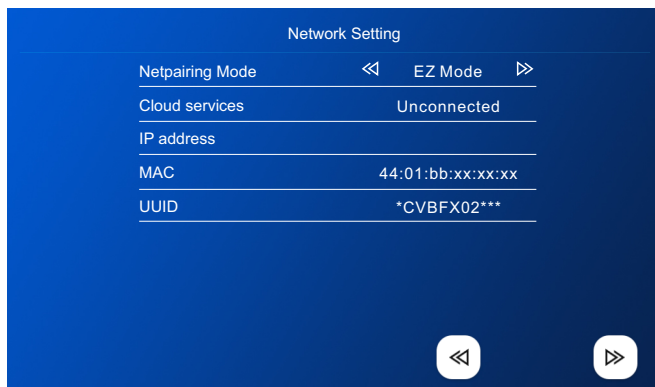 Network Setting
Netpairing Mode EZ Mode
Cloud services Unconnected
IP address
MAC 44:01:bb:xx:xx:xx
UUID *CVBFX02***